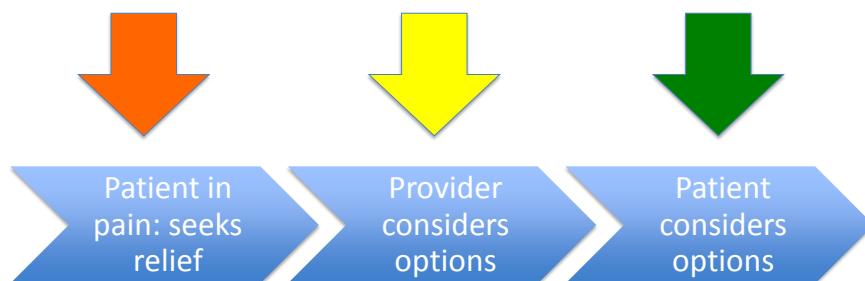 Patient in
pain: seeks
relief
Provider
considers
options
Patient
considers
options